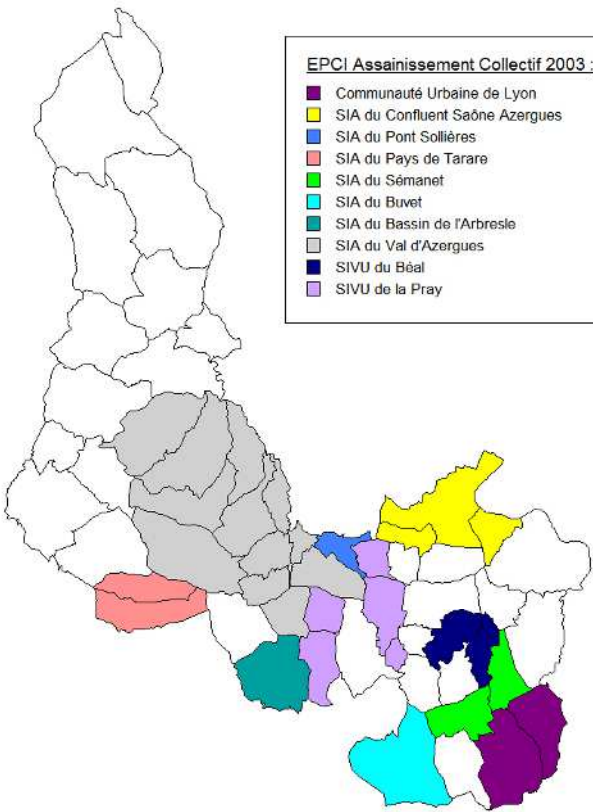 EPCI Assainissement Collectif 2003 :
Communauté Urbaine de Lyon
SIA du Confluent Saône Azergues
SIA du Pont Sollières
SIA du Pays de Tarare
SIA du Sémanet
SIA du Buvet
SIA du Bassin de l'Arbresle
SIA du Val d'Azergues
SIVU du Béal
SIVU de la Pray